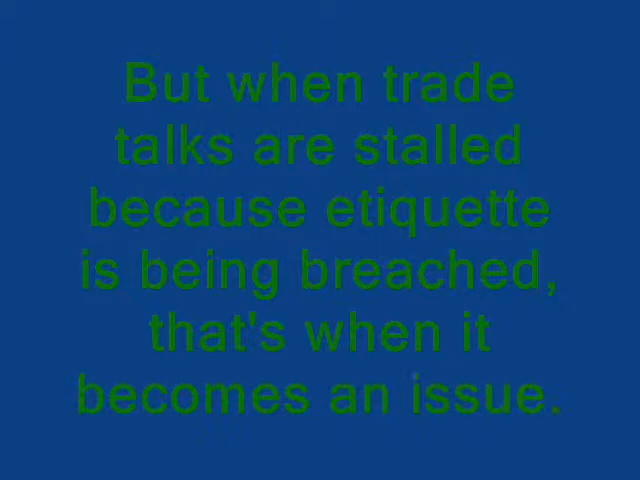 But when trade
talks are stalled
because etiquette
is being breached,
that's when it
becomes an issue.